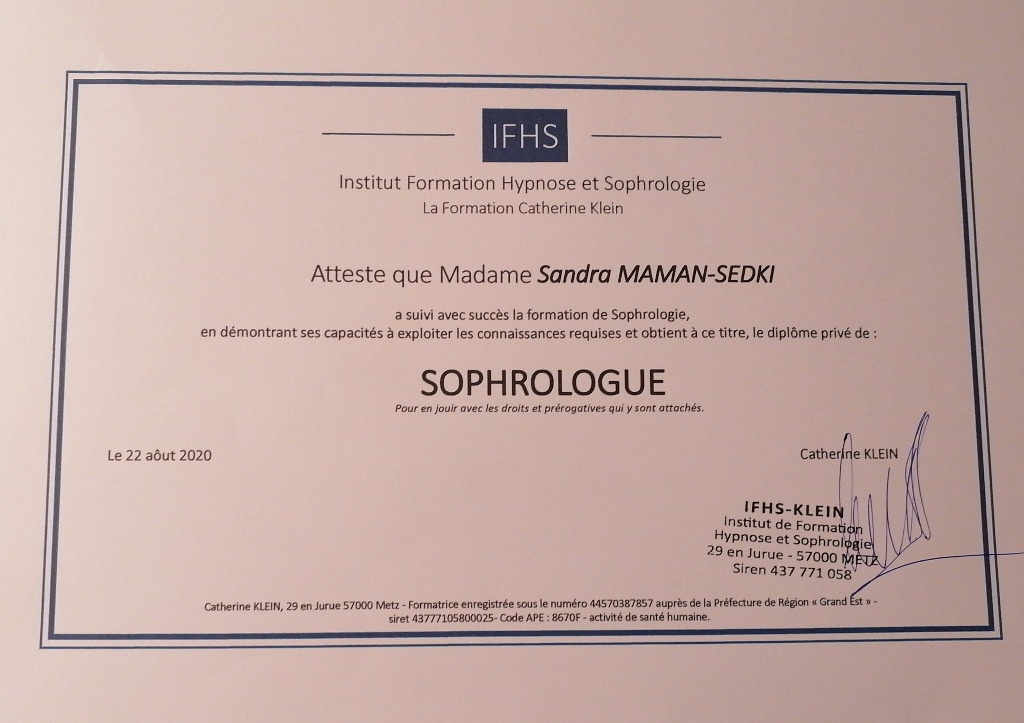 IFHS
Institut Formation Hypnose et Sophrologie
La Formation Catherine Klein
Atteste que Madame Sandra MAMAN-SEDKI
a suivi avec succès la formation de Sophrologie,
en démontrant ses capacités à exploiter les connaissances requises et obtient à ce titre, le diplôme privé de :
SOPHROLOGUE
Pour en jouir avec les droits et prérogatives qui y sont attachés.
Le 22 aôut 2020
Catherine KLEIN
IFHS-KLEIN
Institut de Formation
Hypnose et Sophrologie
29 en Jurue - 57000 METZ
Siren 437 771 058
Catherine KLEIN, 29 en Jurue 57000 Metz - Formatrice enregistrée sous le numéro 44570387857 auprès de la Préfecture de Région « Grand Est » -
siret 43777105800025- Code APE : 8670F - activité de santé humaine.